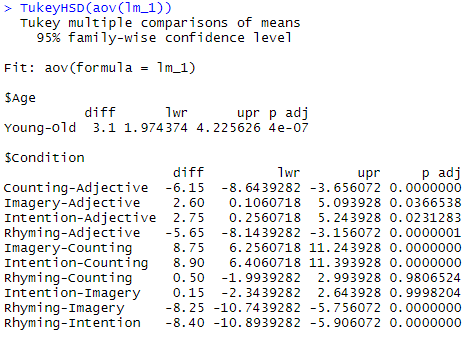 > TukeyHSD(aov(lm_1))
  Tukey multiple comparisons of means
    95% family-wise confidence level

Fit: aov(formula = lm_1)

$Age
          diff      lwr      upr p adj
Young-Old  3.1 1.974374 4.225626 4e-07

$Condition
                     diff         lwr       upr     p adj
Counting-Adjective  -6.15  -8.6439282 -3.656072 0.0000000
Imagery-Adjective    2.60   0.1060718  5.093928 0.0366538
Intention-Adjective  2.75   0.2560718  5.243928 0.0231283
Rhyming-Adjective   -5.65  -8.1439282 -3.156072 0.0000001
Imagery-Counting     8.75   6.2560718 11.243928 0.0000000
Intention-Counting   8.90   6.4060718 11.393928 0.0000000
Rhyming-Counting     0.50  -1.9939282  2.993928 0.9806524
Intention-Imagery    0.15  -2.3439282  2.643928 0.9998204
Rhyming-Imagery     -8.25 -10.7439282 -5.756072 0.0000000
Rhyming-Intention   -8.40 -10.8939282 -5.906072 0.0000000